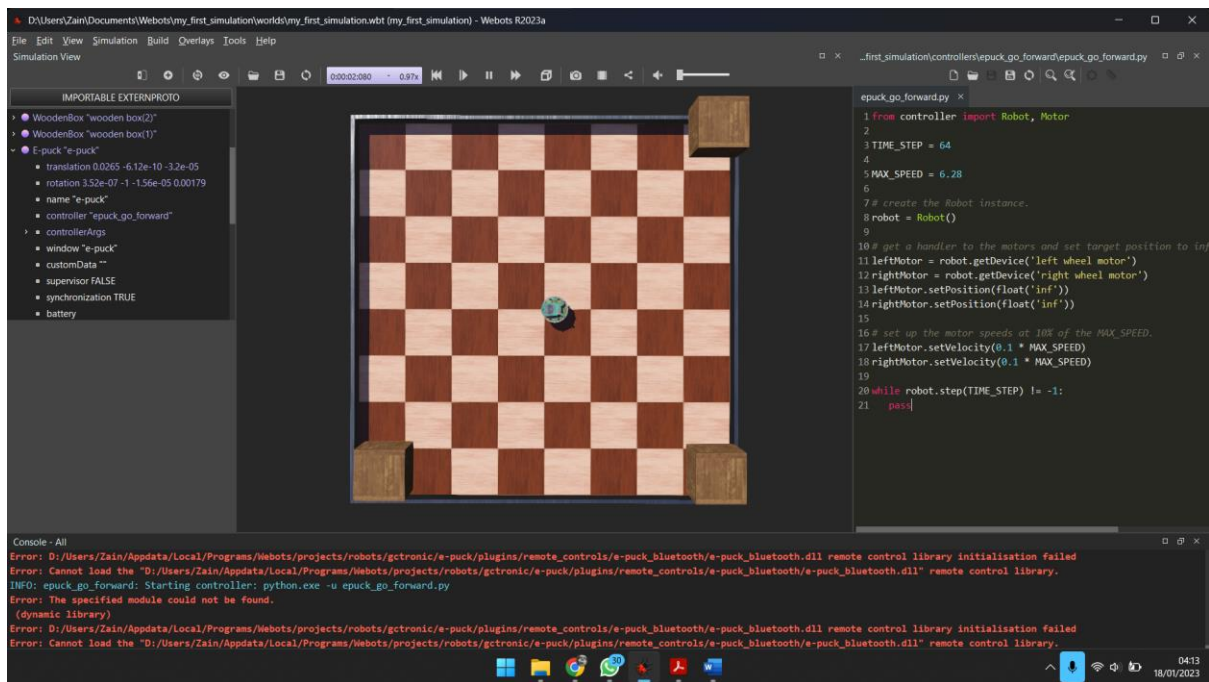 D:\Users\Zain\Documents\Webots\my_first_simulation\worlds\my_first_simulation.wbt (my_first_simulation) - Webots R2023a
File Edit View Simulation Build Overlays Tools Help
Simulation View
0:00:02:080 - 0.97x
IMPORTABLE EXTERNPROTO
WoodenBox "wooden box(2)"
WoodenBox "wooden box(1)"
E-puck "e-puck"
translation 0.0265 -6.12e-10 -3.2e-05
rotation 3.52e-07 -1 -1.56e-05 0.00179
name "e-puck"
controller "epuck_go_forward"
controllerArgs
window "e-puck"
customData ""
supervisor FALSE
synchronization TRUE
battery
...first_simulation\controllers\epuck_go_forward\epuck_go_forward.py
epuck_go_forward.py
1 from controller import Robot, Motor
2
3 TIME_STEP = 64
4
5 MAX_SPEED = 6.28
6
7 # create the Robot instance.
8 robot = Robot()
9
10 # get a handler to the motors and set target position to inf
11 leftMotor = robot.getDevice('left wheel motor')
12 rightMotor = robot.getDevice('right wheel motor')
13 leftMotor.setPosition(float('inf'))
14 rightMotor.setPosition(float('inf'))
15
16 # set up the motor speeds at 10% of the MAX_SPEED.
17 leftMotor.setVelocity(0.1 * MAX_SPEED)
18 rightMotor.setVelocity(0.1 * MAX_SPEED)
19
20 while robot.step(TIME_STEP) != -1:
21 pass
Console - All
Error: D:/Users/Zain/Appdata/Local/Programs/Webots/projects/robots/gctronic/e-puck/plugins/remote_controls/e-puck_bluetooth/e-puck_bluetooth.dll remote control library initialisation failed
Error: Cannot load the "D:/Users/Zain/Appdata/Local/Programs/Webots/projects/robots/gctronic/e-puck/plugins/remote_controls/e-puck_bluetooth/e-puck_bluetooth.dll" remote control library.
INFO: epuck_go_forward: Starting controller: python.exe -u epuck_go_forward.py
Error: The specified module could not be found.
(dynamic library)
Error: D:/Users/Zain/Appdata/Local/Programs/Webots/projects/robots/gctronic/e-puck/plugins/remote_controls/e-puck_bluetooth/e-puck_bluetooth.dll remote control library initialisation failed
Error: Cannot load the "D:/Users/Zain/Appdata/Local/Programs/Webots/projects/robots/gctronic/e-puck/plugins/remote_controls/e-puck_bluetooth/e-puck_bluetooth.dll" remote control library.
30
04:13
18/01/2023